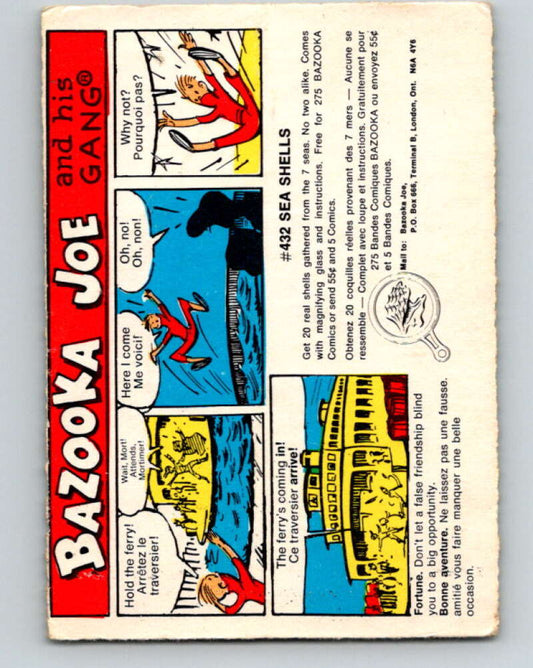 BAZOOKA JOE
and his
GANG®
Hold the ferry!
Arrêtez le
traversier!
Wait, Mort!
Attends,
Mortimer!
Here I come
Me voici!
Oh, no!
Oh, non!
Why not?
Pourquoi pas?
The ferry's coming in!
Ce traversier arrive!
Fortune. Don't let a false friendship blind
you to a big opportunity.
Bonne aventure. Ne laissez pas une fausse.
amitié vous faire manquer une belle
occasion.
#432 SEA SHELLS
Get 20 real shells gathered from the 7 seas. No two alike. Comes
with magnifying glass and instructions. Free for 275 BAZOOKA
Comics or send 55¢ and 5 Comics.
Obtenez 20 coquilles réelles provenant des 7 mers — Aucune se
ressemble — Complet avec loupe et instructions. Gratuitement pour
275 Bandes Comiques BAZOOKA ou envoyez 55¢
et 5 Bandes Comiques.
Mail to: Bazooka Joe,
P.O. Box 666, Terminal B, London, Ont. N6A 4Y6